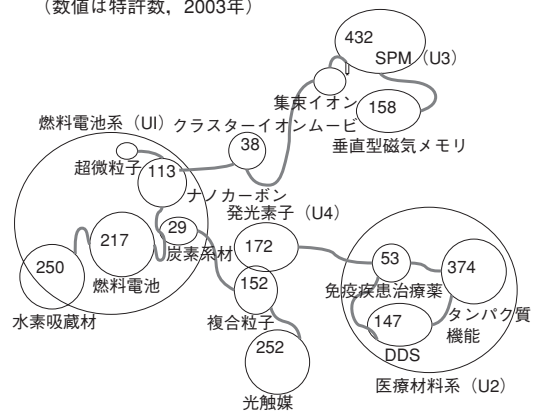 (数値は特許数,2003年)
432
SPM(U3)
集束イオン
158
燃料電池系(UI)
クラスターイオンムービ
38
垂直型磁気メモリ
超微粒子
113
ナノカーボン
発光素子(U4)
29
217
172
炭素系材
53
250
374
燃料電池
152
免疫疾患治療薬
水素吸蔵材
複合粒子
147
タンパク質
機能
252
DDS
医療材料系(U2)
光触媒